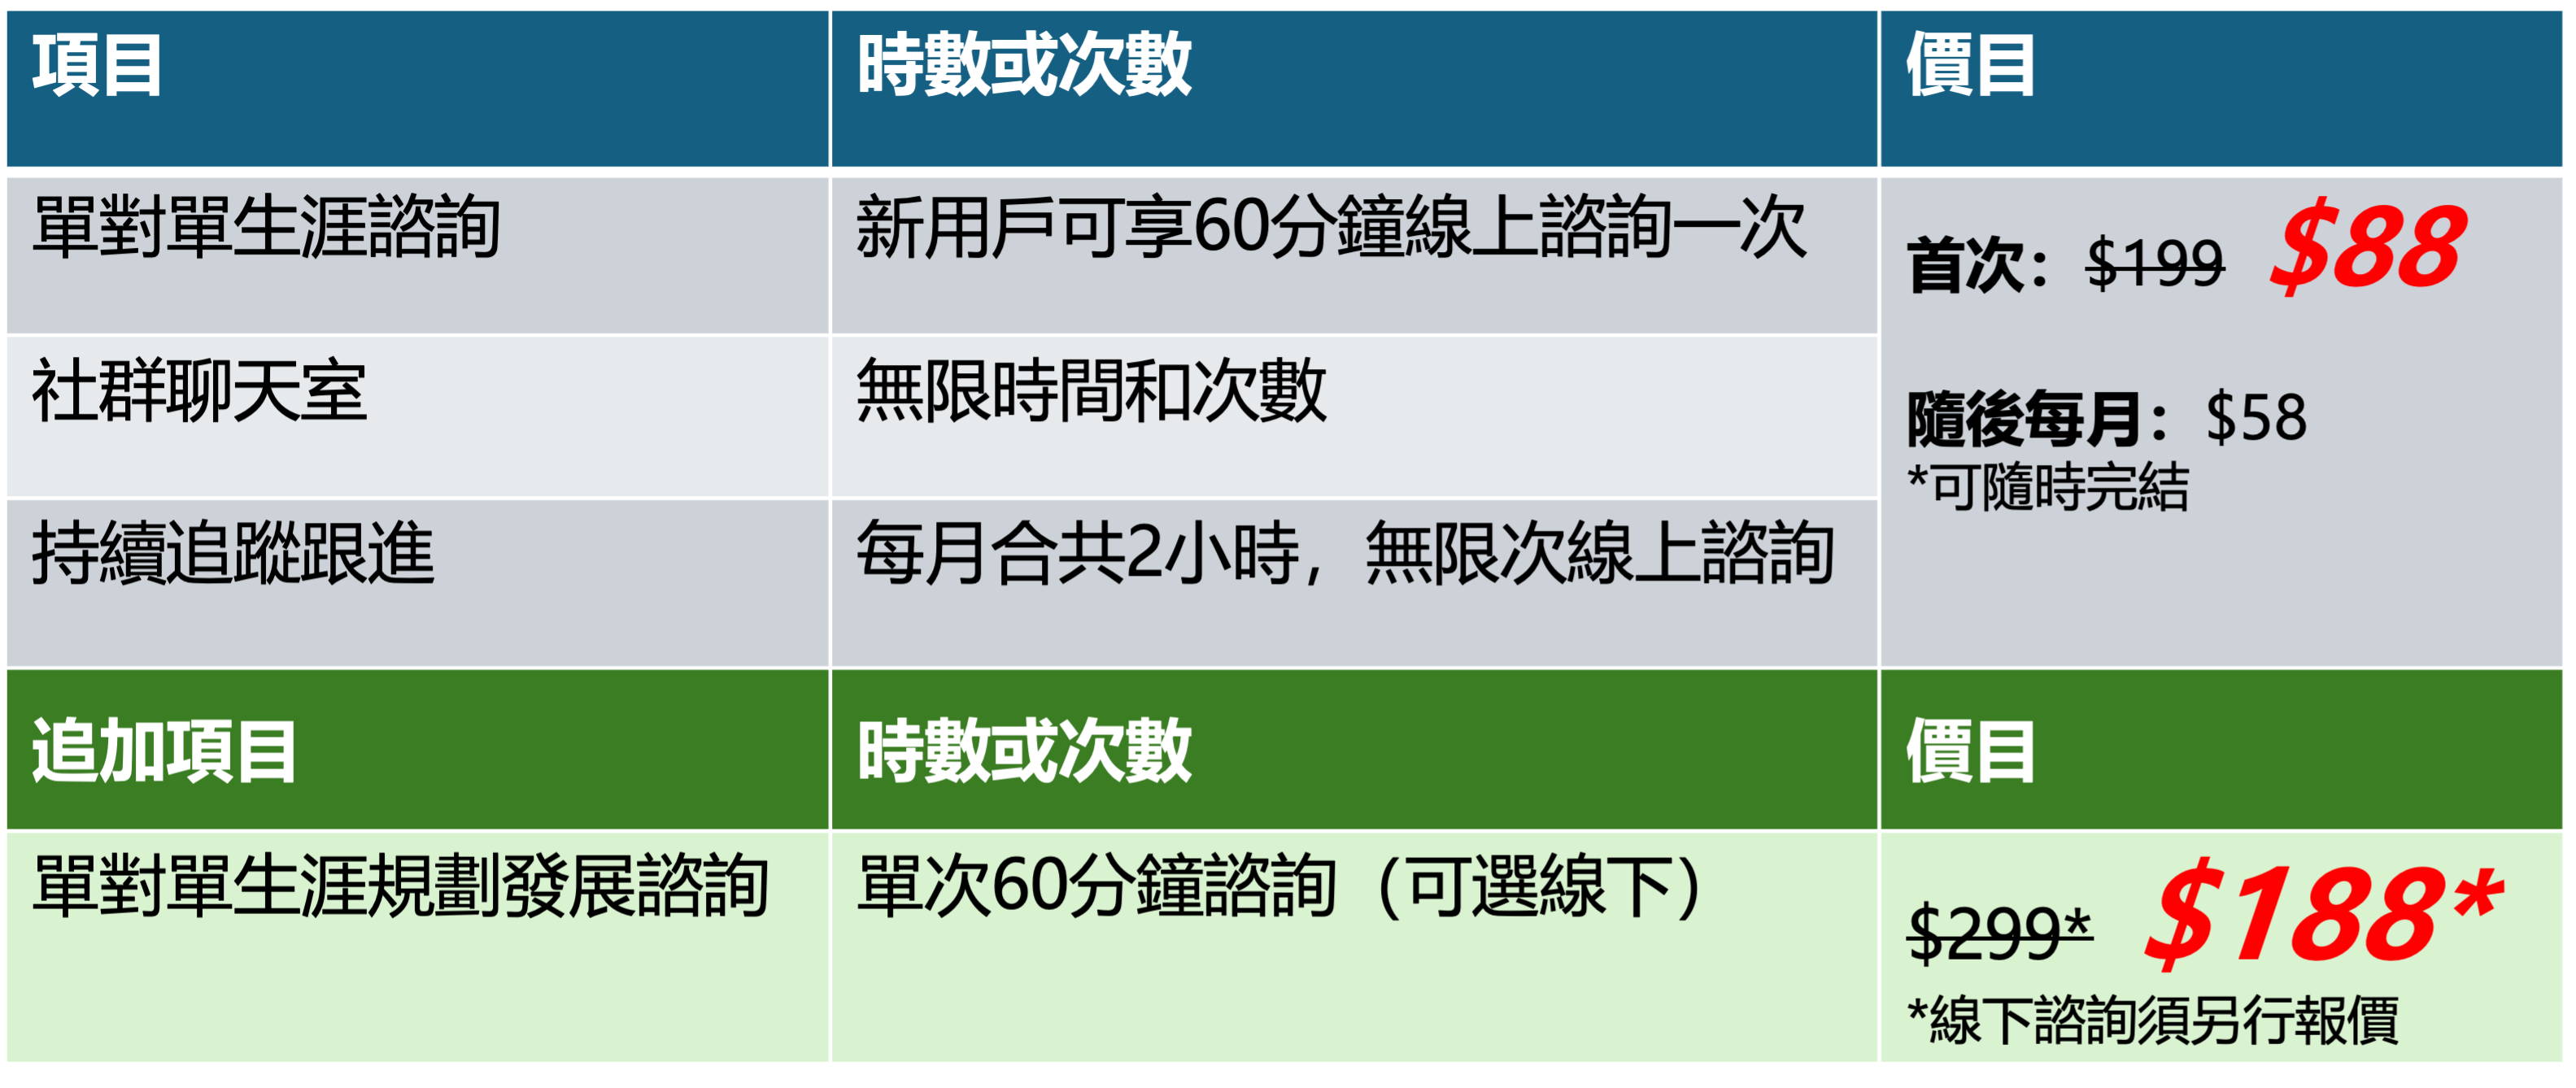 項目 時數或次數 價目
單對單生涯諮詢 新用戶可享60分鐘線上諮詢一次
首次：$199 $88
社群聊天室 無限時間和次數
隨後每月：$58
*可隨時完結
持續追蹤跟進 每月合共2小時，無限次線上諮詢
追加項目 時數或次數 價目
單對單生涯規劃發展諮詢 單次60分鐘諮詢（可選線下）
$299* $188*
*線下諮詢須另行報價